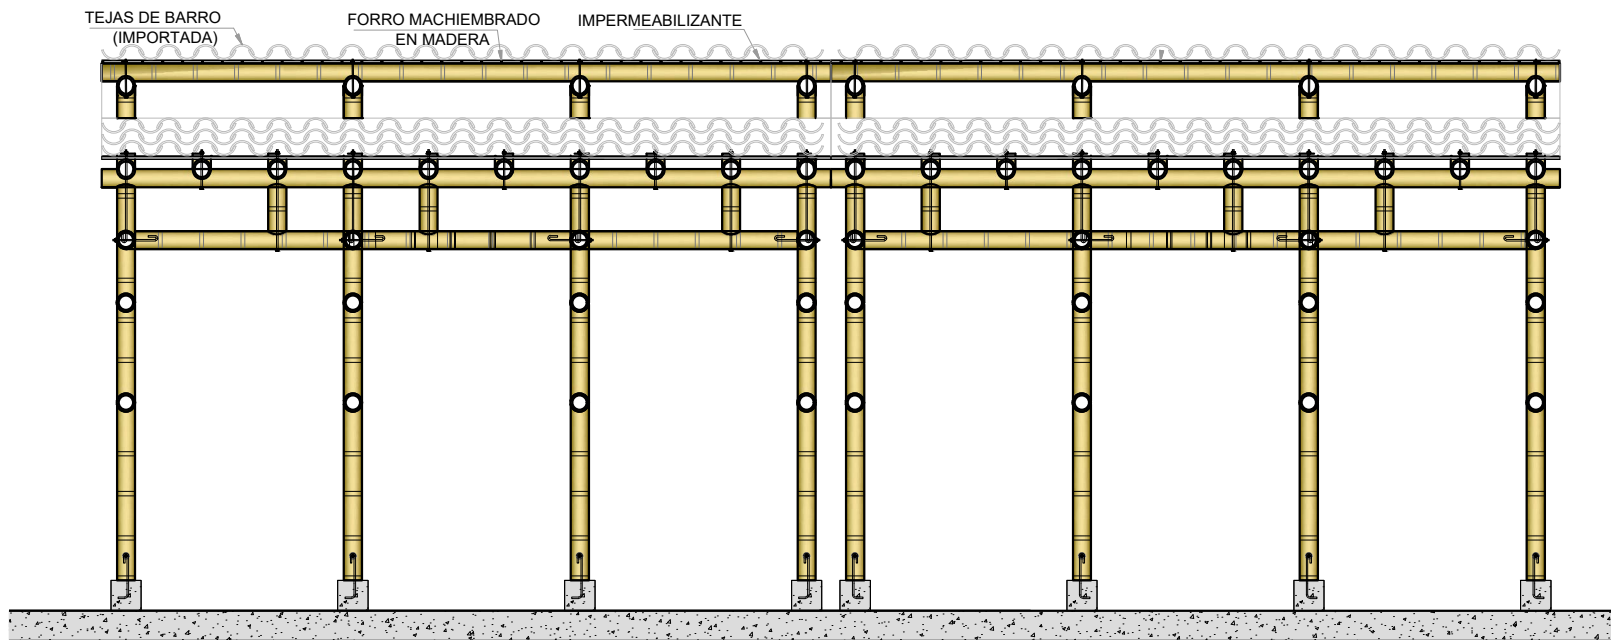 TEJAS DE BARRO
(IMPORTADA)
FORRO MACHIEMBRADO
EN MADERA
IMPERMEABILIZANTE